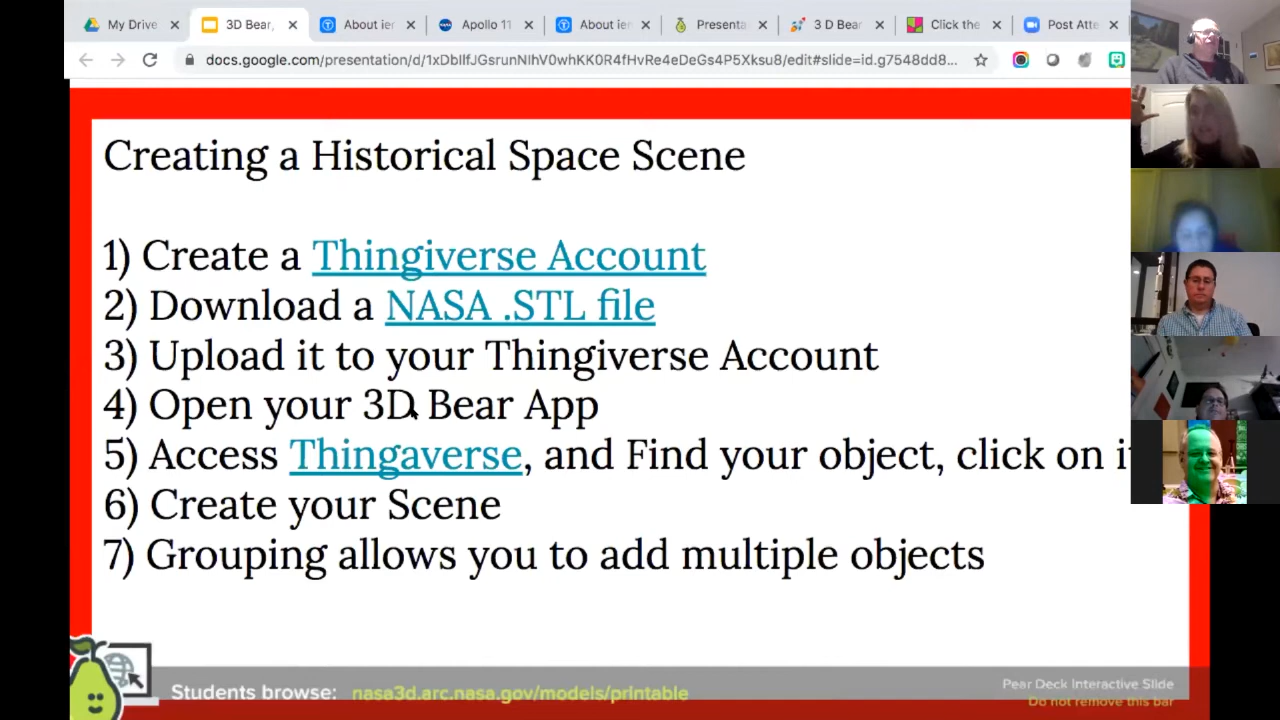 My Drive
3D Bear,
About ier
Apollo 11
About ier
Presenta
3 D Bear
Click the
Post Atte
docs.google.com/presentation/d/1xDbIlfJGsrunNIhV0whKK0R4fHvRe4eDeGs4P5Xksu8/edit#slide=id.g7548dd8...
Creating a Historical Space Scene
1) Create a Thingiverse Account
2) Download a NASA .STL file
3) Upload it to your Thingiverse Account
4) Open your 3D Bear App
5) Access Thingaverse, and Find your object, click on it
6) Create your Scene
7) Grouping allows you to add multiple objects
Students browse: nasa3d.arc.nasa.gov/models/printable
Pear Deck Interactive Slide
Do not remove this bar